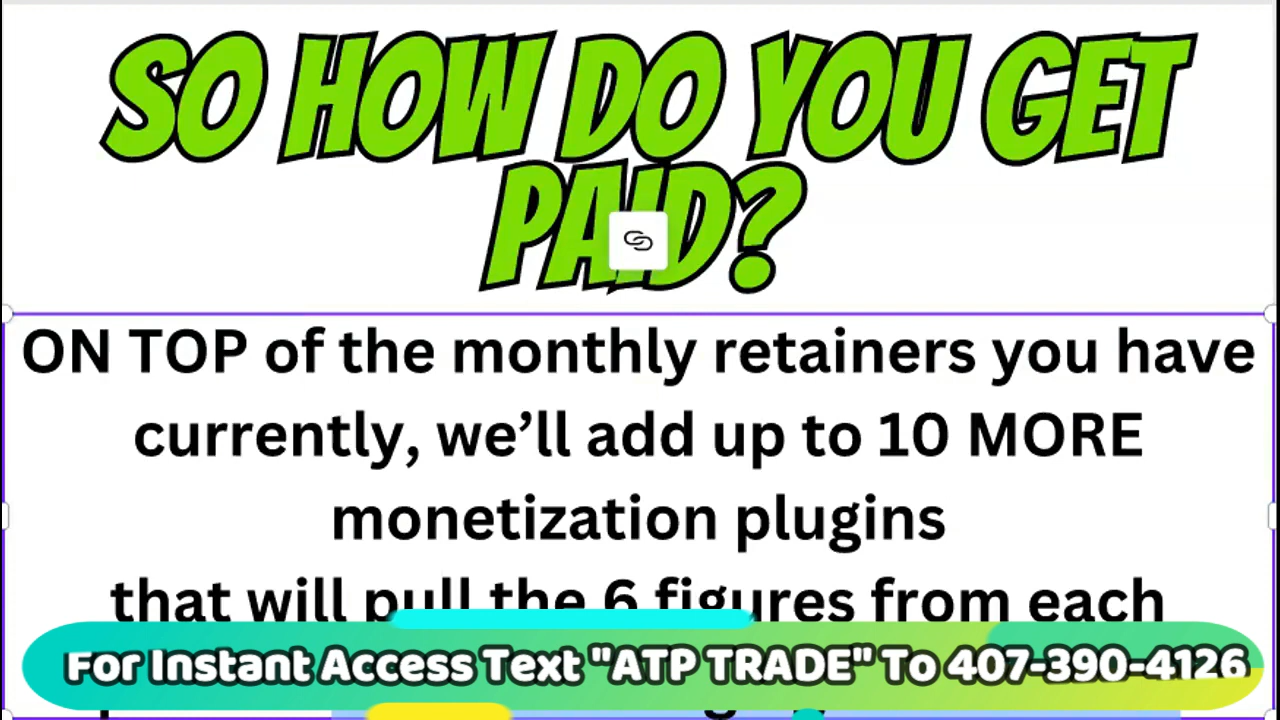 SO HOW DO YOU GET
PAID?
ON TOP of the monthly retainers you have
currently, we’ll add up to 10 MORE
monetization plugins
that will pull the 6 figures from each
For Instant Access Text "ATP TRADE" To 407-390-4126